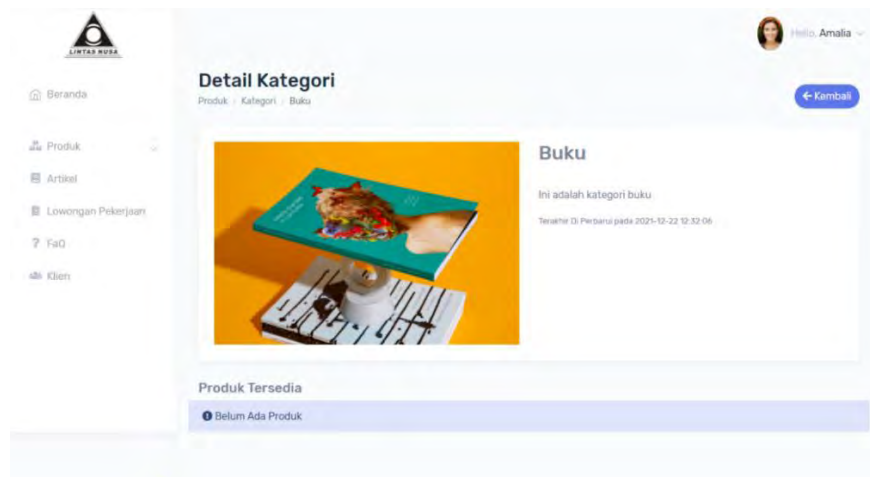 LINTAS NUSA
Hello, Amalia
Beranda
Detail Kategori
Produk / Kategori / Buku
Kembali
Produk
Artikel
Lowongan Pekerjaan
FaQ
Klien
Buku
Ini adalah kategori buku
Terakhir Di Perbarui pada 2021-12-22 12:32:06
Produk Tersedia
Belum Ada Produk